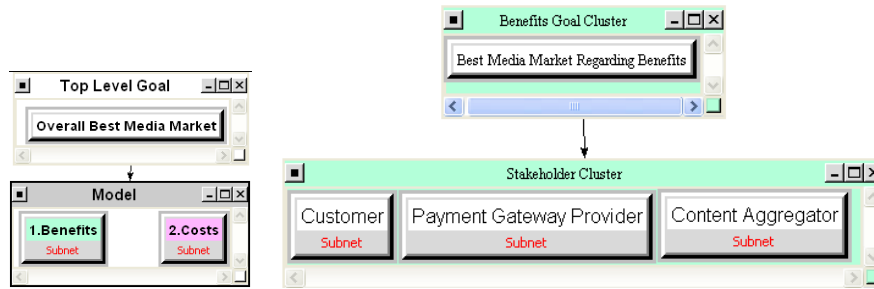 Top Level Goal
Overall Best Media Market
Model
1.Benefits
Subnet
2.Costs
Subnet
Benefits Goal Cluster
Best Media Market Regarding Benefits
Stakeholder Cluster
Customer
Subnet
Payment Gateway Provider
Subnet
Content Aggregator
Subnet